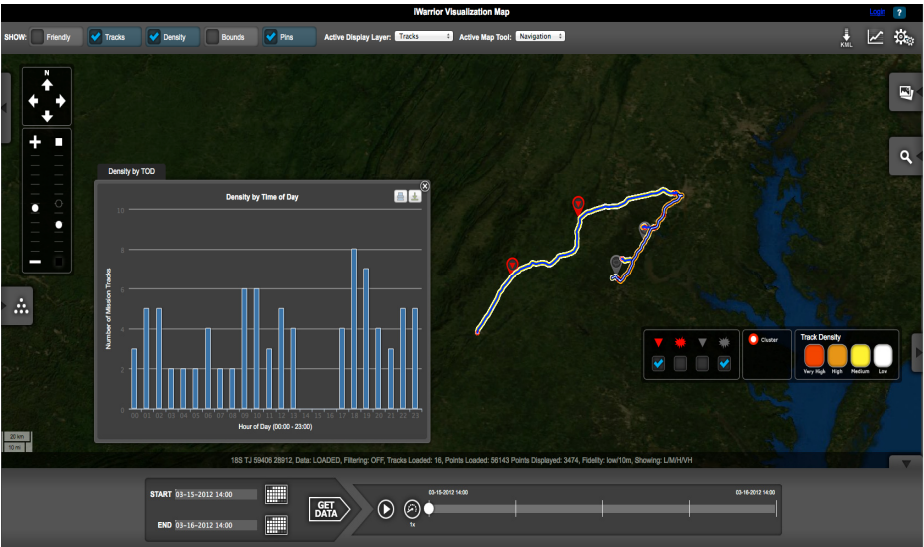 iWarrior Visualization Map
Login ?
SHOW: Friendly Tracks Density Bounds Pins Active Display Layer: Tracks Active Map Tool: Navigation
KML
N
Density by TOD
Density by Time of Day
Number of Mission Tracks
10
8
6
4
2
0
00 01 02 03 04 05 06 07 08 09 10 11 12 13 14 15 16 17 18 19 20 21 22 23
Hour of Day (00:00 - 23:00)
Cluster
Track Density
Very High High Medium Low
20 km
10 mi
18S TJ 59406 28912, Data: LOADED, Filtering: OFF, Tracks Loaded: 16, Points Loaded: 56143 Points Displayed: 3474, Fidelity: low/10m, Showing: L/M/H/VH
START 03-15-2012 14:00
END 03-16-2012 14:00
GET
DATA
1x
03-15-2012 14:00
03-16-2012 14:00